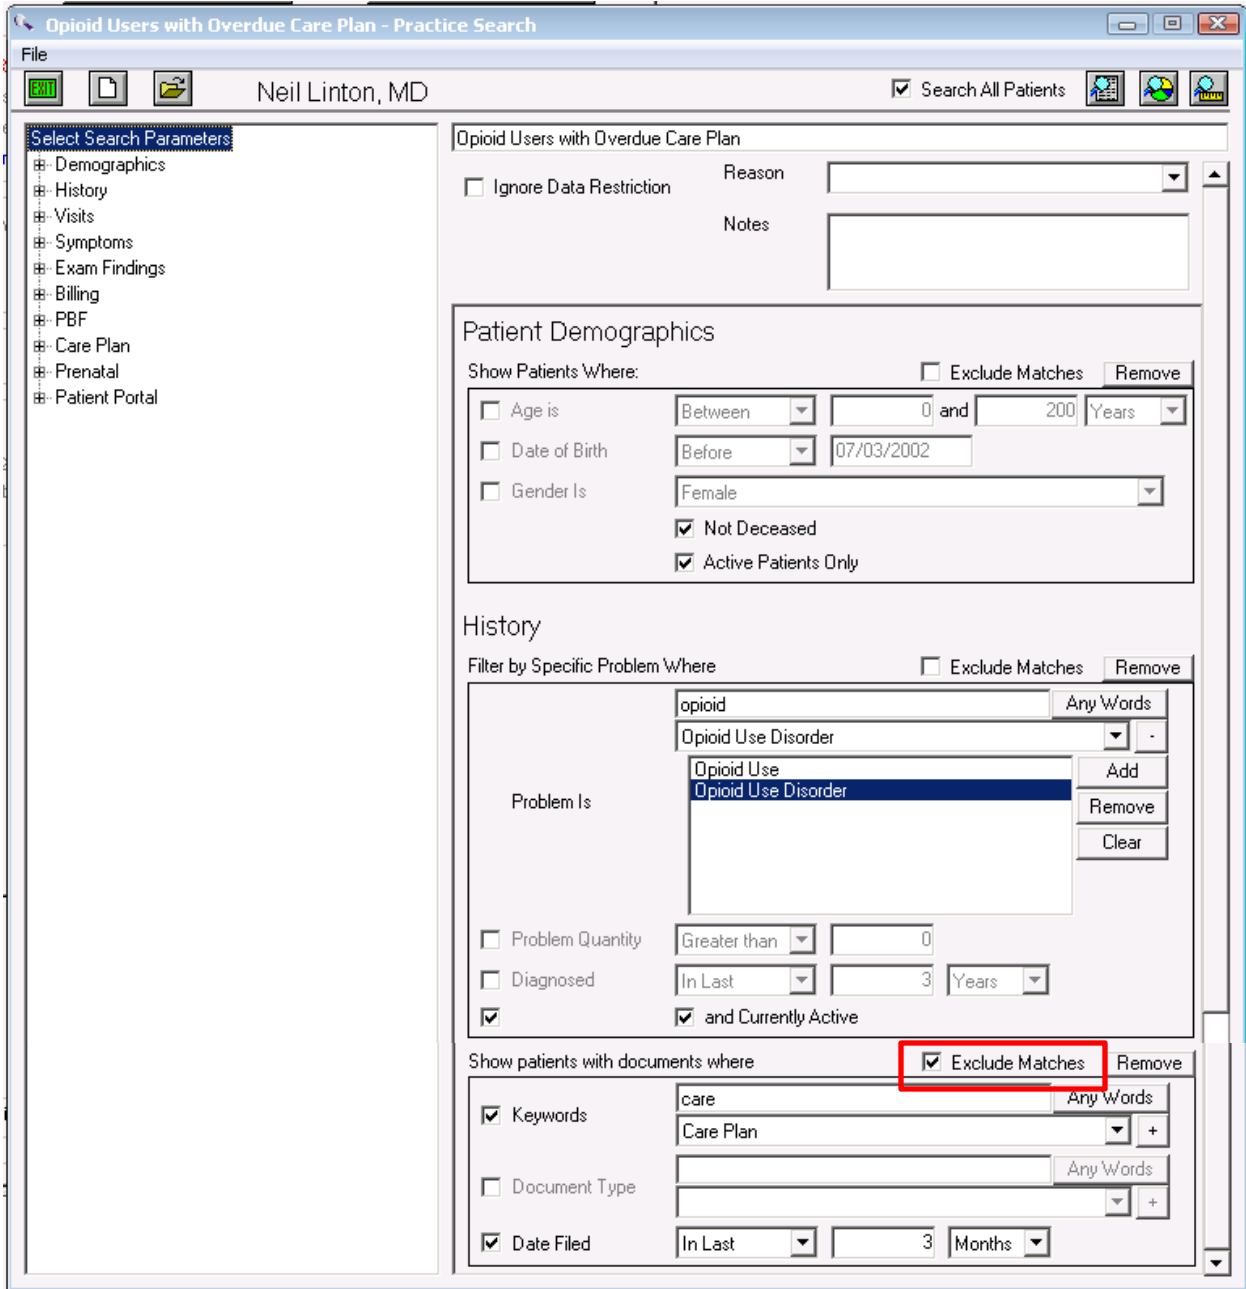 Opioid Users with Overdue Care Plan - Practice Search
File
EXIT Neil Linton, MD Search All Patients
Select Search Parameters
Demographics
History
Visits
Symptoms
Exam Findings
Billing
PBF
Care Plan
Prenatal
Patient Portal
Opioid Users with Overdue Care Plan
Ignore Data Restriction Reason
Notes
Patient Demographics
Show Patients Where: Exclude Matches Remove
Age is Between 0 and 200 Years
Date of Birth Before 07/03/2002
Gender Is Female
Not Deceased
Active Patients Only
History
Filter by Specific Problem Where Exclude Matches Remove
opioid Any Words
Opioid Use Disorder -
Problem Is
Opioid Use Add
Opioid Use Disorder
Remove
Clear
Problem Quantity Greater than 0
Diagnosed In Last 3 Years
and Currently Active
Show patients with documents where Exclude Matches Remove
Keywords care Any Words
Care Plan +
Document Type Any Words
+
Date Filed In Last 3 Months